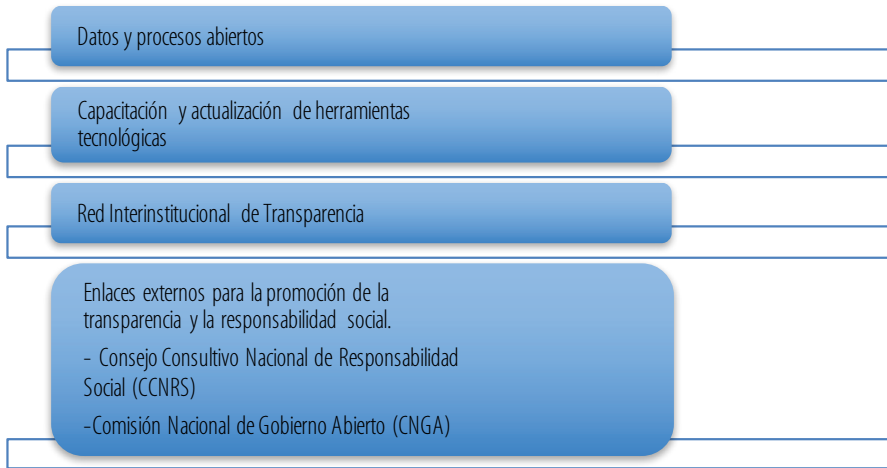 Datos y procesos abiertos
Capacitación y actualización de herramientas
tecnológicas
Red Interinstitucional de Transparencia
Enlaces externos para la promoción de la
transparencia y la responsabilidad social.
- Consejo Consultivo Nacional de Responsabilidad
Social (CCNRS)
-Comisión Nacional de Gobierno Abierto (CNGA)